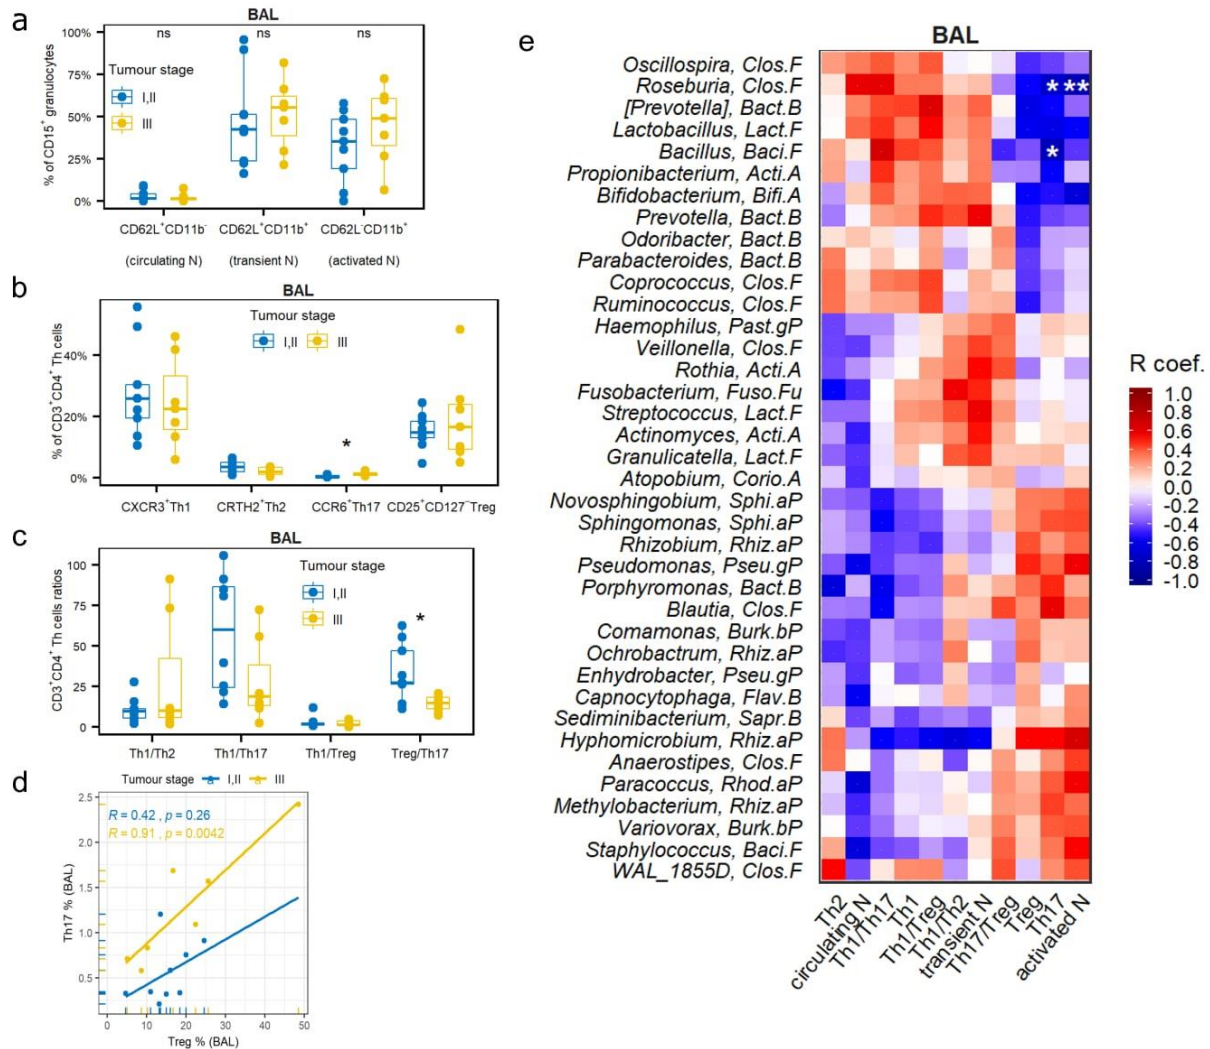 a
BAL
100%
75%
50%
25%
0%
% of CD15+ granulocytes
ns
ns
ns
Tumour stage
I,II
III
CD62L+CD11b-
CD62L+CD11b+
CD62L-CD11b+
(circulating N)
(transient N)
(activated N)
b
BAL
Tumour stage
I,II
III
40%
20%
0%
% of CD3+CD4+ Th cells
*
CXCR3+Th1
CRTH2+Th2
CCR6+Th17
CD25+CD127-Treg
c
BAL
Tumour stage
I,II
III
100
75
50
25
0
CD3+CD4+ Th cells ratios
*
Th1/Th2
Th1/Th17
Th1/Treg
Treg/Th17
d
Tumour stage
I,II
III
R = 0.42 , p = 0.26
R = 0.91 , p = 0.0042
2.5
2.0
1.5
1.0
0.5
Th17 % (BAL)
0
10
20
30
40
50
Treg % (BAL)
e
BAL
Oscillospira, Clos.F
Roseburia, Clos.F
* **
[Prevotella], Bact.B
Lactobacillus, Lact.F
Bacillus, Baci.F
*
Propionibacterium, Acti.A
Bifidobacterium, Bifi.A
Prevotella, Bact.B
Odoribacter, Bact.B
Parabacteroides, Bact.B
Coprococcus, Clos.F
Ruminococcus, Clos.F
Haemophilus, Past.gP
Veillonella, Clos.F
Rothia, Acti.A
Fusobacterium, Fuso.Fu
Streptococcus, Lact.F
Actinomyces, Acti.A
Granulicatella, Lact.F
Atopobium, Corio.A
Novosphingobium, Sphi.aP
Sphingomonas, Sphi.aP
Rhizobium, Rhiz.aP
Pseudomonas, Pseu.gP
Porphyromonas, Bact.B
Blautia, Clos.F
Comamonas, Burk.bP
Ochrobactrum, Rhiz.aP
Enhydrobacter, Pseu.gP
Capnocytophaga, Flav.B
Sediminibacterium, Sapr.B
Hyphomicrobium, Rhiz.aP
Anaerostipes, Clos.F
Paracoccus, Rhod.aP
Methylobacterium, Rhiz.aP
Variovorax, Burk.bP
Staphylococcus, Baci.F
WAL_1855D, Clos.F
Th2
circulating N
Th1/Th17
Th1
Th1/Treg
Th1/Th2
transient N
Th17/Treg
Treg
Th17
activated N
R coef.
1.0
0.8
0.6
0.4
0.2
0.0
-0.2
-0.4
-0.6
-0.8
-1.0